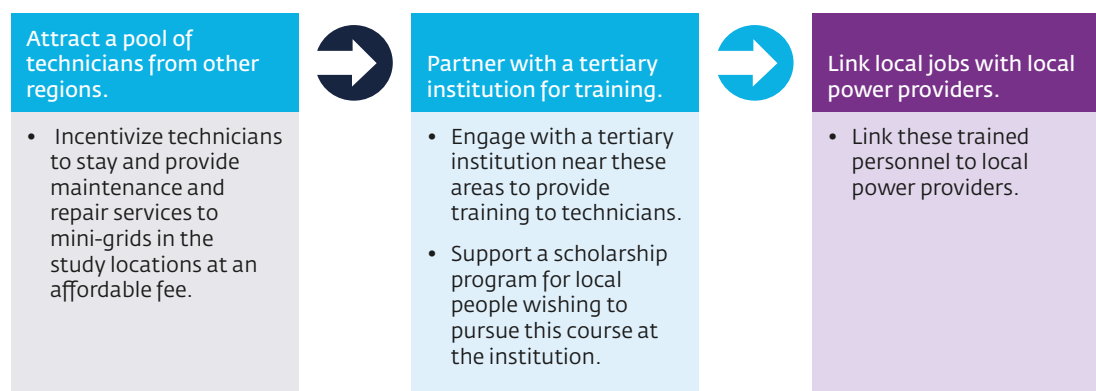 Attract a pool of
technicians from other
regions.
• Incentivize technicians
to stay and provide
maintenance and
repair services to
mini-grids in the
study locations at an
affordable fee.
Partner with a tertiary
institution for training.
• Engage with a tertiary
institution near these
areas to provide
training to technicians.
• Support a scholarship
program for local
people wishing to
pursue this course at
the institution.
Link local jobs with local
power providers.
• Link these trained
personnel to local
power providers.